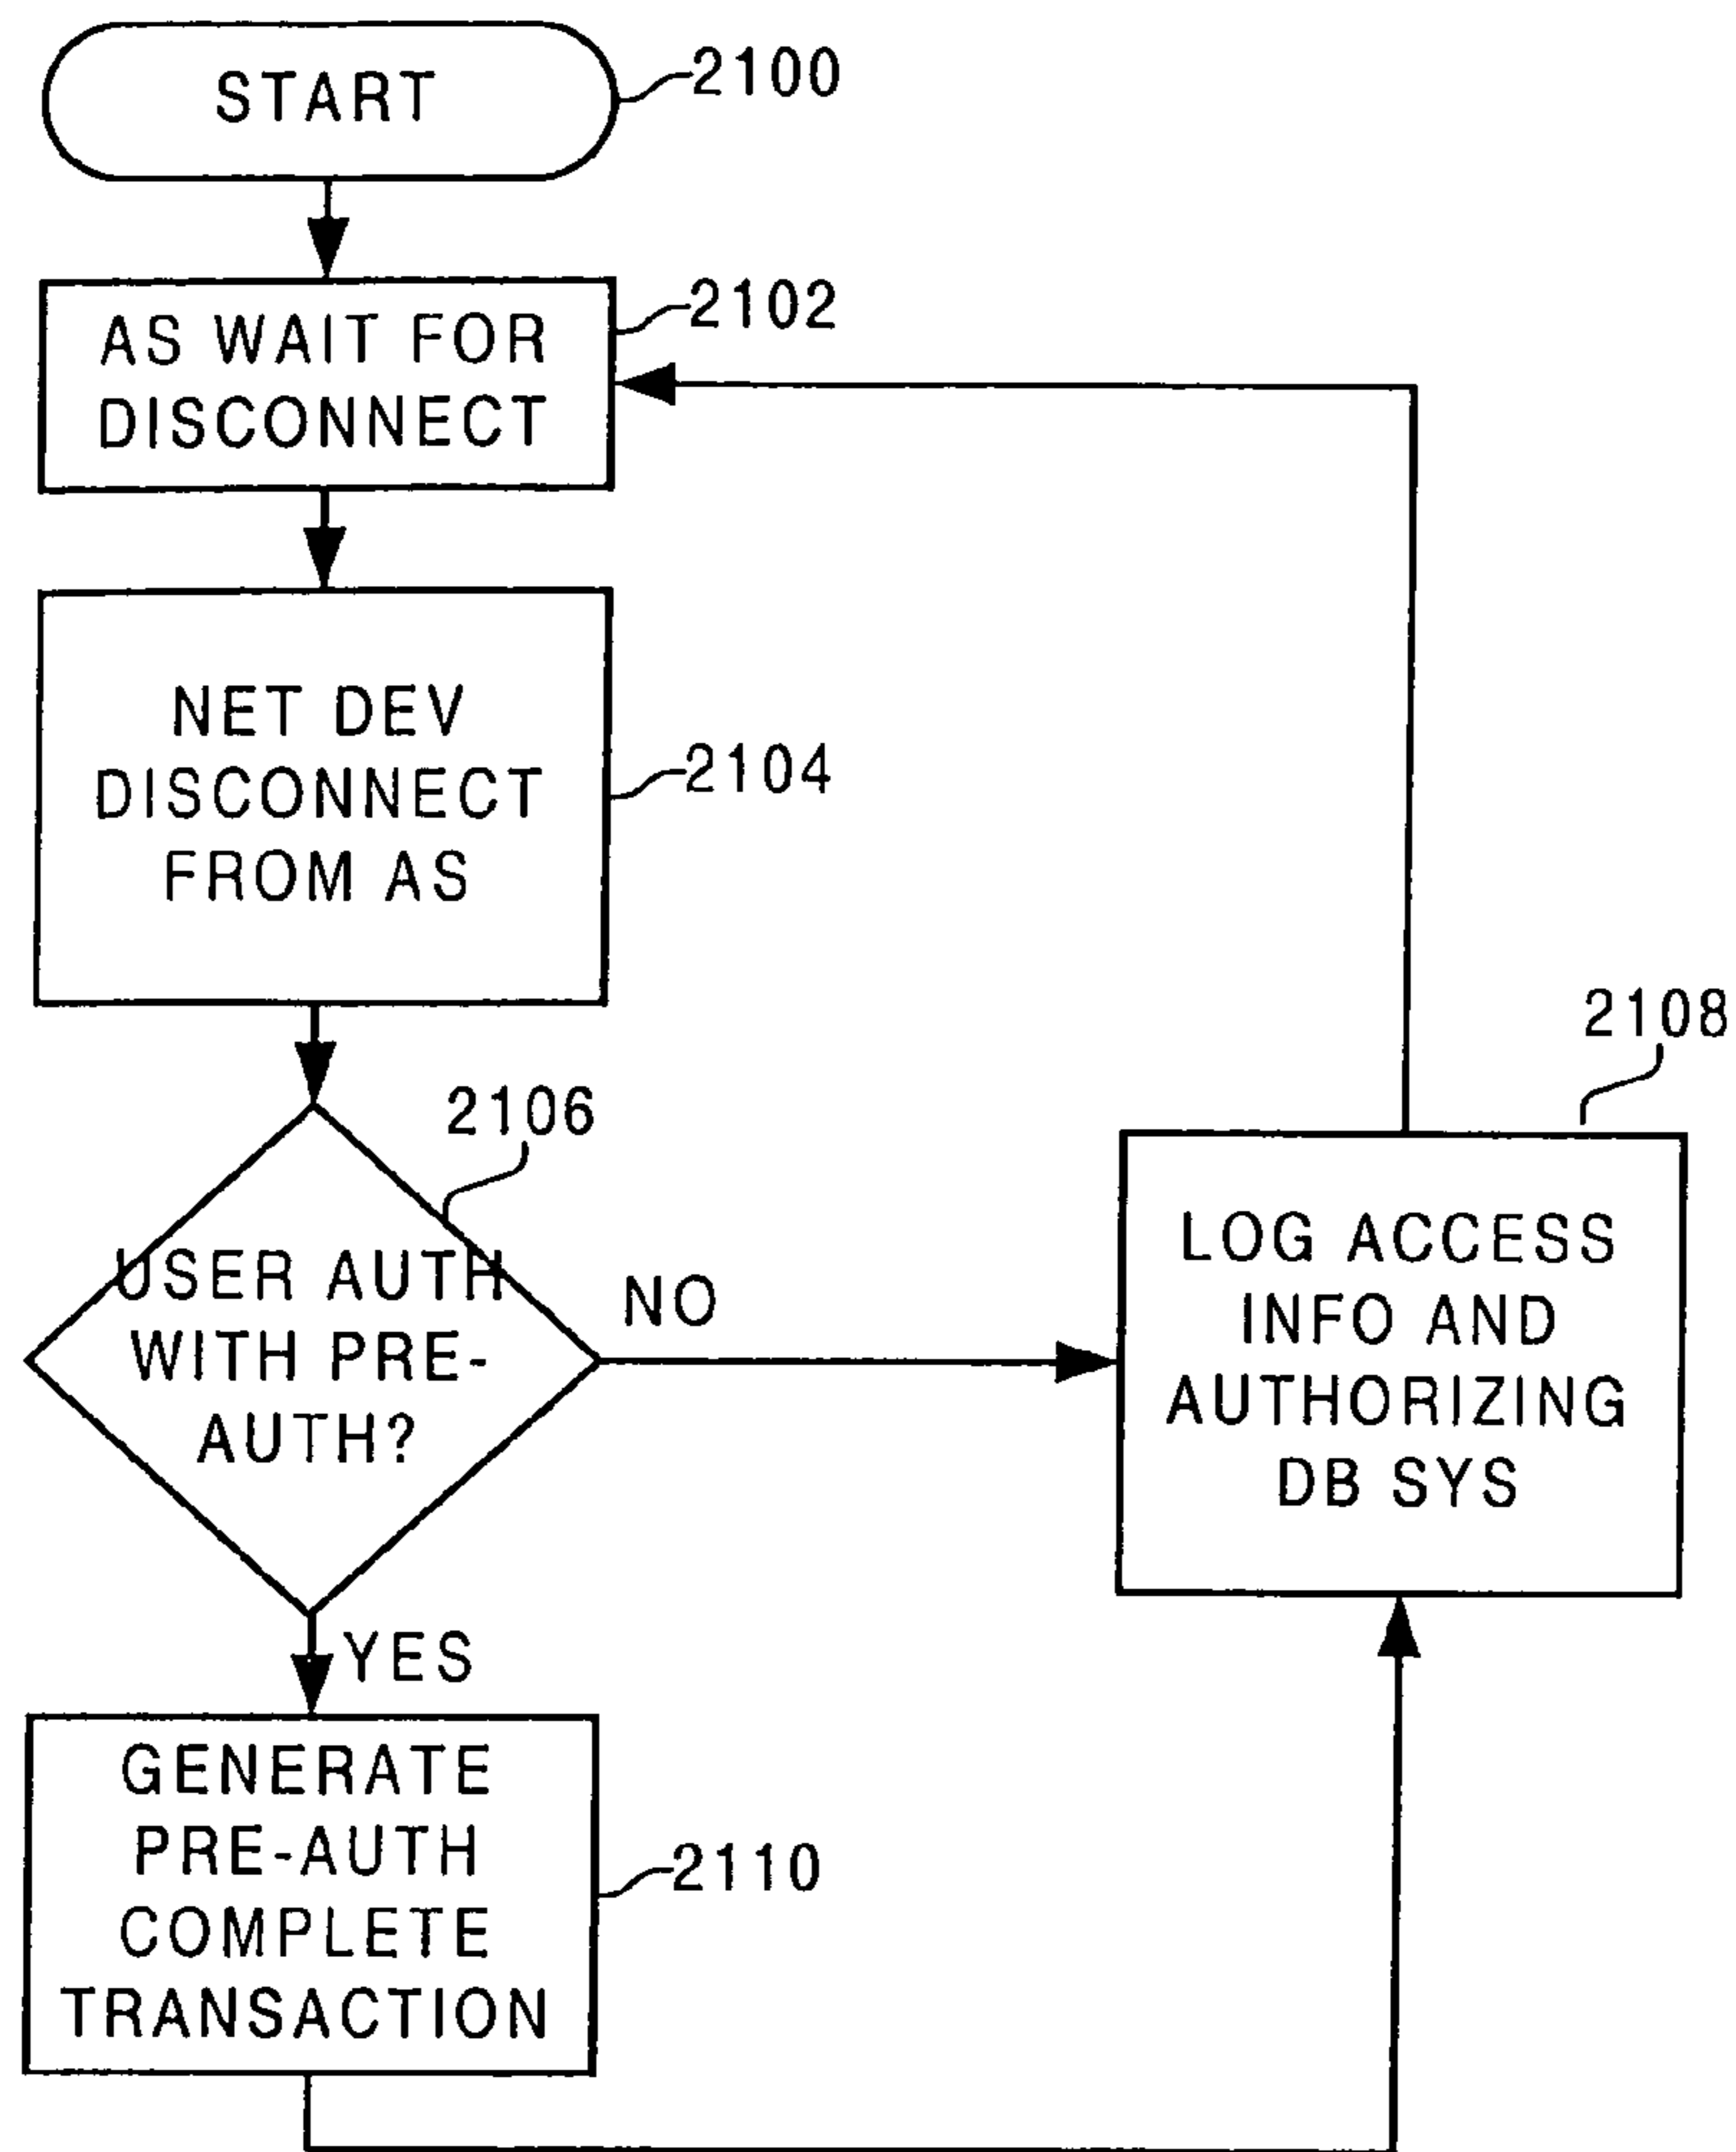 START
2100
AS WAIT FOR
DISCONNECT
2102
NET DEV
DISCONNECT
FROM AS
2104
2106
USER AUTH
WITH PRE-
AUTH?
NO
YES
2108
LOG ACCESS
INFO AND
AUTHORIZING
DB SYS
GENERATE
PRE-AUTH
COMPLETE
TRANSACTION
2110